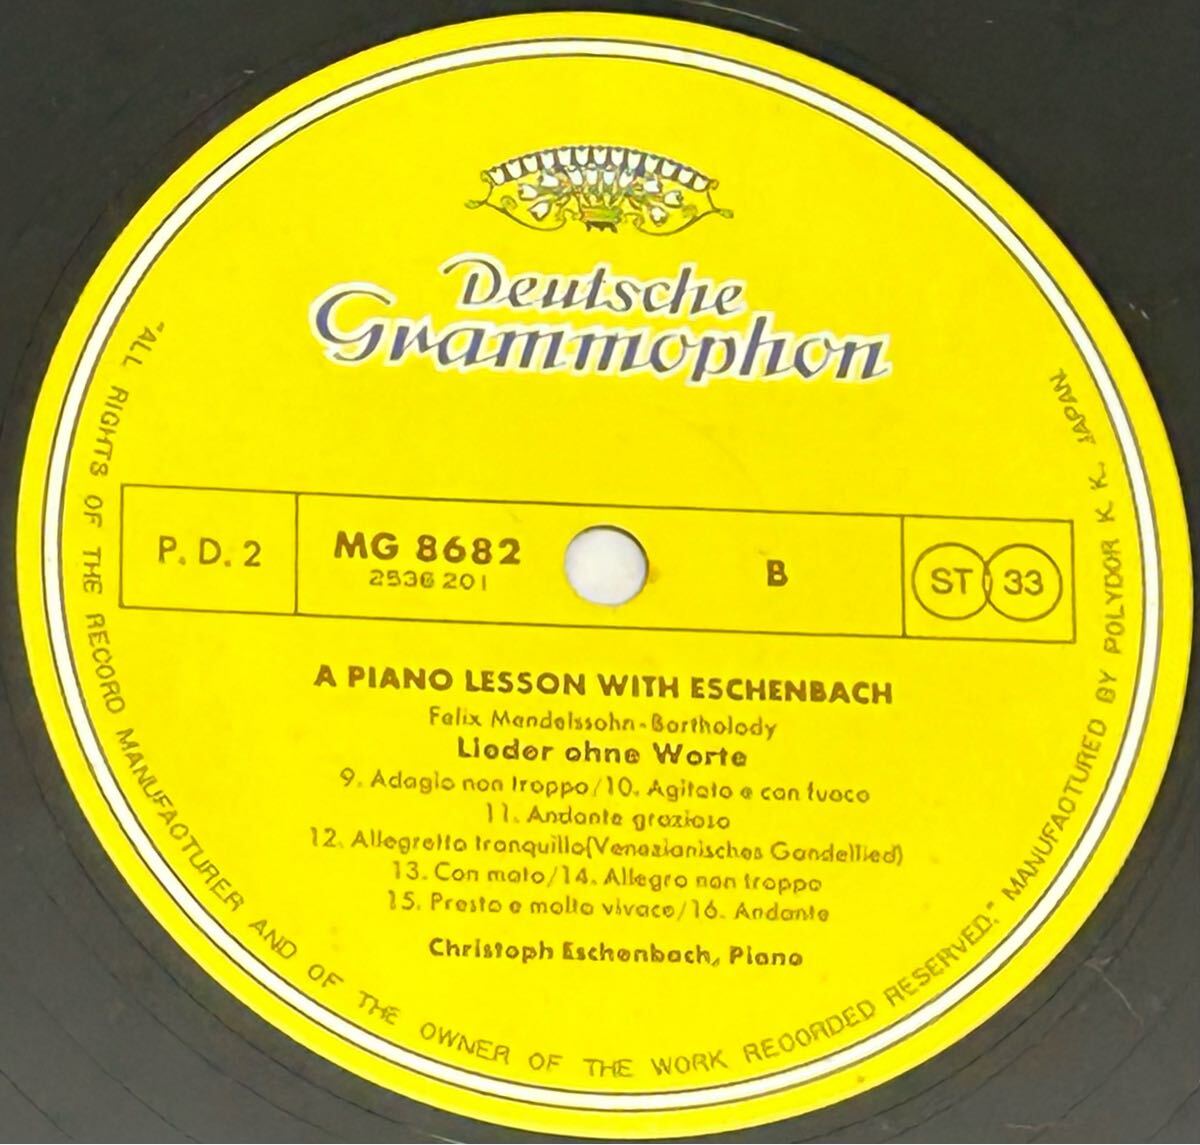 Deutsche
Grammophon
P. D. 2
MG 8682
2536 201
B
ST 33
A PIANO LESSON WITH ESCHENBACH
Felix Mendelssohn-Bartholody
Lieder ohne Worte
9. Adagio non troppo/10. Agitato e con fuoco
11. Andante grazioso
12. Allegretto tranquillo(Venezianisches Gondellied)
13. Con moto/14. Allegro non troppo
15. Presto e molto vivace/16. Andante
Christoph Eschenbach, Piano
"ALL RIGHTS OF THE RECORD MANUFACTURER AND OF THE OWNER OF THE WORK RECORDED RESERVED." MANUFACTURED BY POLYDOR K. K. JAPAN.